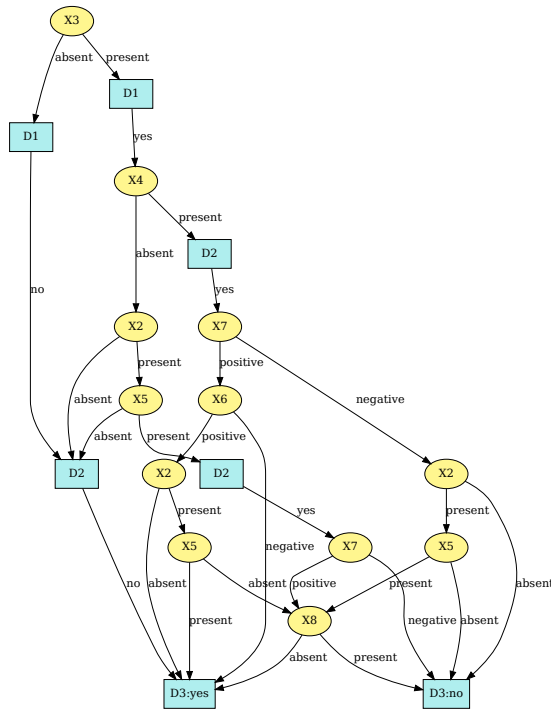 X3
absent
present
D1
D1
yes
X4
present
absent
D2
no
yes
X2
X7
present
positive
absent
X5
X6
negative
absent
present
positive
D2
X2
D2
X2
present
yes
present
X5
X7
X5
negative
no
absent
absent
positive
present
absent
present
negative
absent
X8
absent
present
D3:yes
D3:no